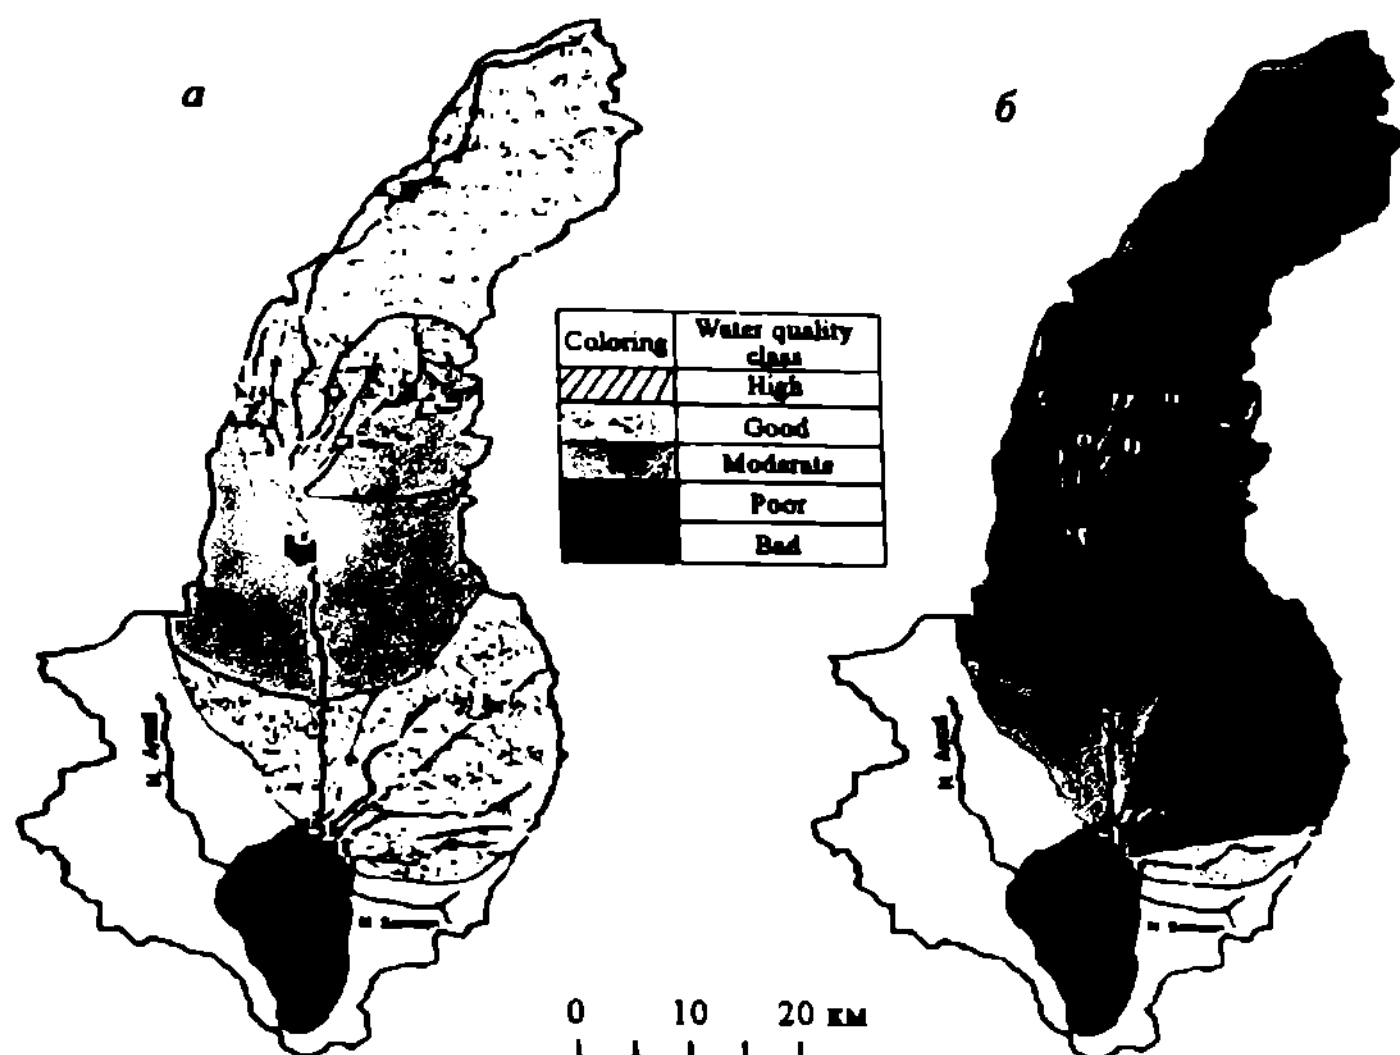 а
б
Coloring
Water quality
class
High
Good
Moderate
Poor
Bad
0 10 20 км